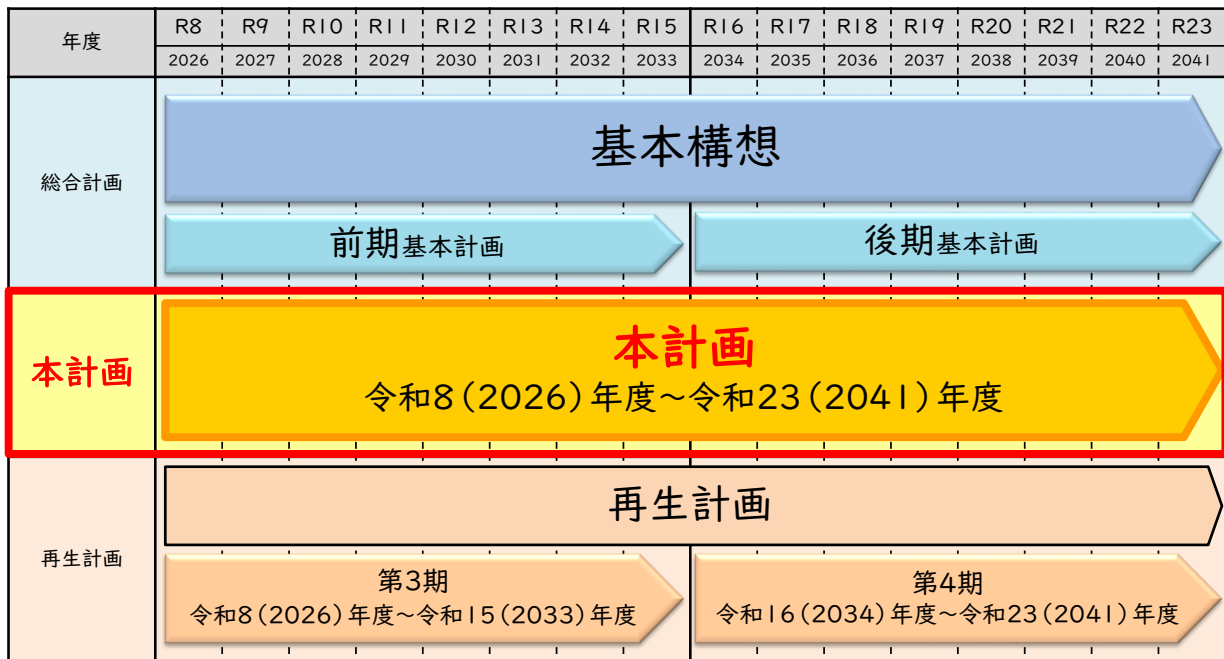 年度
R8 R9 R10 R11 R12 R13 R14 R15 R16 R17 R18 R19 R20 R21 R22 R23
2026 2027 2028 2029 2030 2031 2032 2033 2034 2035 2036 2037 2038 2039 2040 2041
総合計画
基本構想
前期基本計画 後期基本計画
本計画
本計画
令和8(2026)年度~令和23(2041)年度
再生計画
再生計画
第3期
令和8(2026)年度~令和15(2033)年度
第4期
令和16(2034)年度~令和23(2041)年度